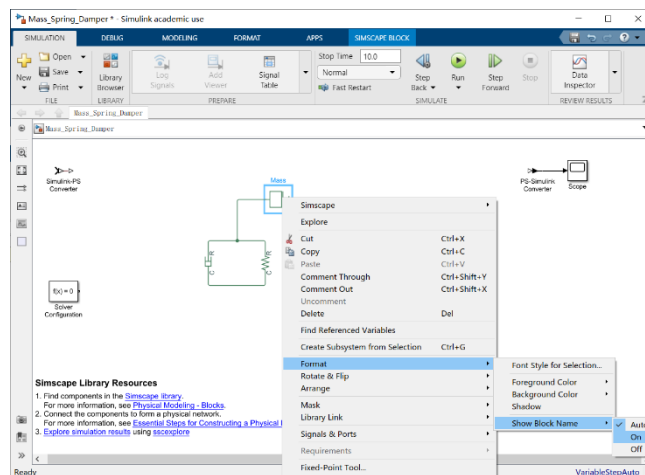 Mass_Spring_Damper * - Simulink academic use
SIMULATION DEBUG MODELING FORMAT APPS SIMSCAPE BLOCK
New
Open
Save
Print
FILE
Library
Browser
LIBRARY
Log
Signals
Add
Viewer
Signal
Table
PREPARE
Stop Time 10.0
Normal
Fast Restart
Step
Back
Run
Step
Forward
Stop
SIMULATE
Data
Inspector
REVIEW RESULTS
Mass_Spring_Damper
Mass_Spring_Damper
Simulink-PS
Converter
Mass
PS-Simulink
Converter
Scope
C R
C R
f(x) = 0
Solver
Configuration
Simscape
Explore
Cut Ctrl+X
Copy Ctrl+C
Paste Ctrl+V
Comment Through Ctrl+Shift+Y
Comment Out Ctrl+Shift+X
Uncomment
Delete Del
Find Referenced Variables
Create Subsystem from Selection Ctrl+G
Format
Rotate & Flip
Arrange
Mask
Library Link
Signals & Ports
Requirements
Fixed-Point Tool...
Font Style for Selection...
Foreground Color
Background Color
Shadow
Show Block Name
Auto
On
Off
Simscape Library Resources
1. Find components in the Simscape library.
For more information, see Physical Modeling - Blocks.
2. Connect the components to form a physical network.
For more information, see Essential Steps for Constructing a Physical
3. Explore simulation results using sscexplore
Ready VariableStepAuto